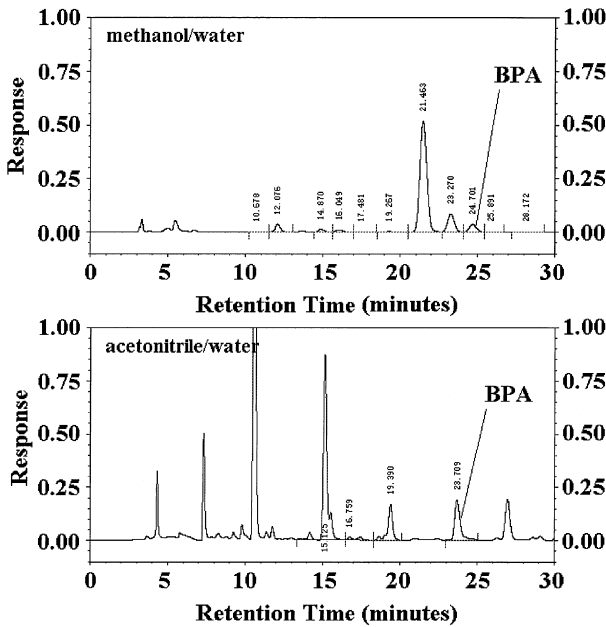 1.00 1.00
methanol/water
0.75 0.75
BPA
Response
0.50 0.50
0.25 0.25
0.00 0.00
10.678 12.076 14.870 16.049 17.481 19.267 21.463 23.270 24.701 25.891 28.172
0 5 10 15 20 25 30
Retention Time (minutes)
1.00 1.00
acetonitrile/water
0.75 0.75
BPA
Response
0.50 0.50
0.25 0.25
0.00 0.00
15.125 16.759 19.390 23.709
0 5 10 15 20 25 30
Retention Time (minutes)